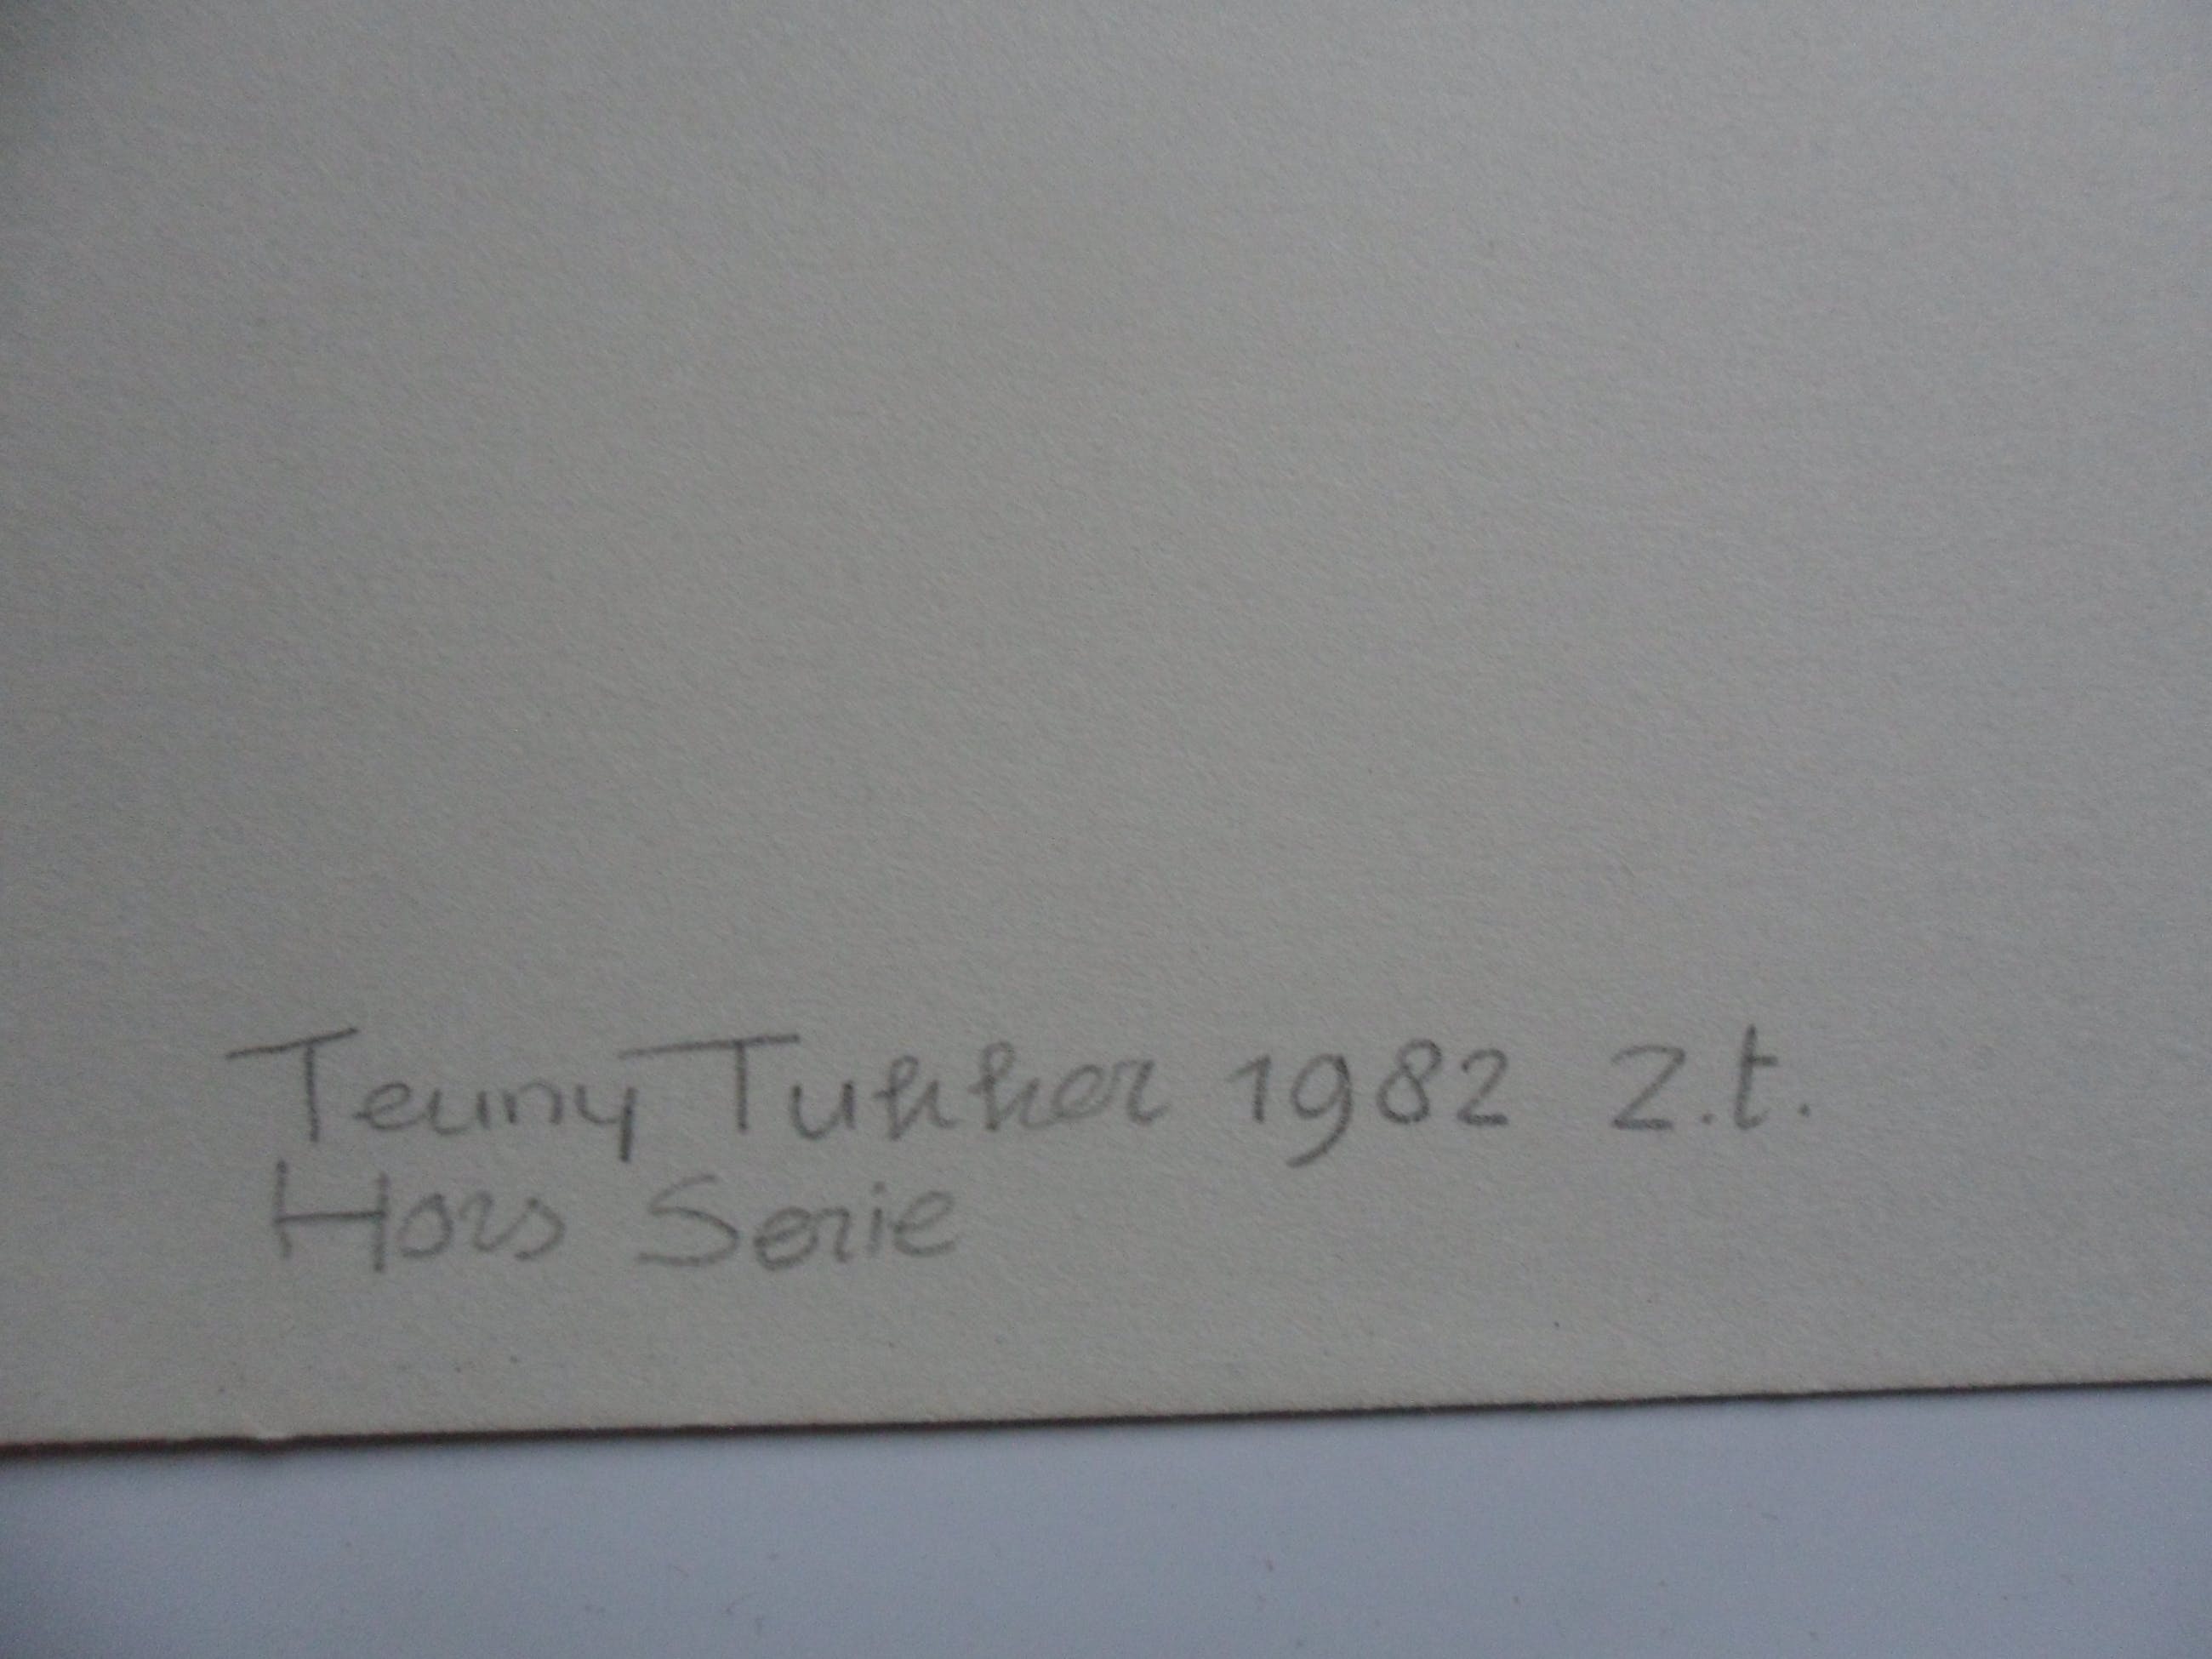 Teuny Tukker 1982 Z.t.
Hors Serie